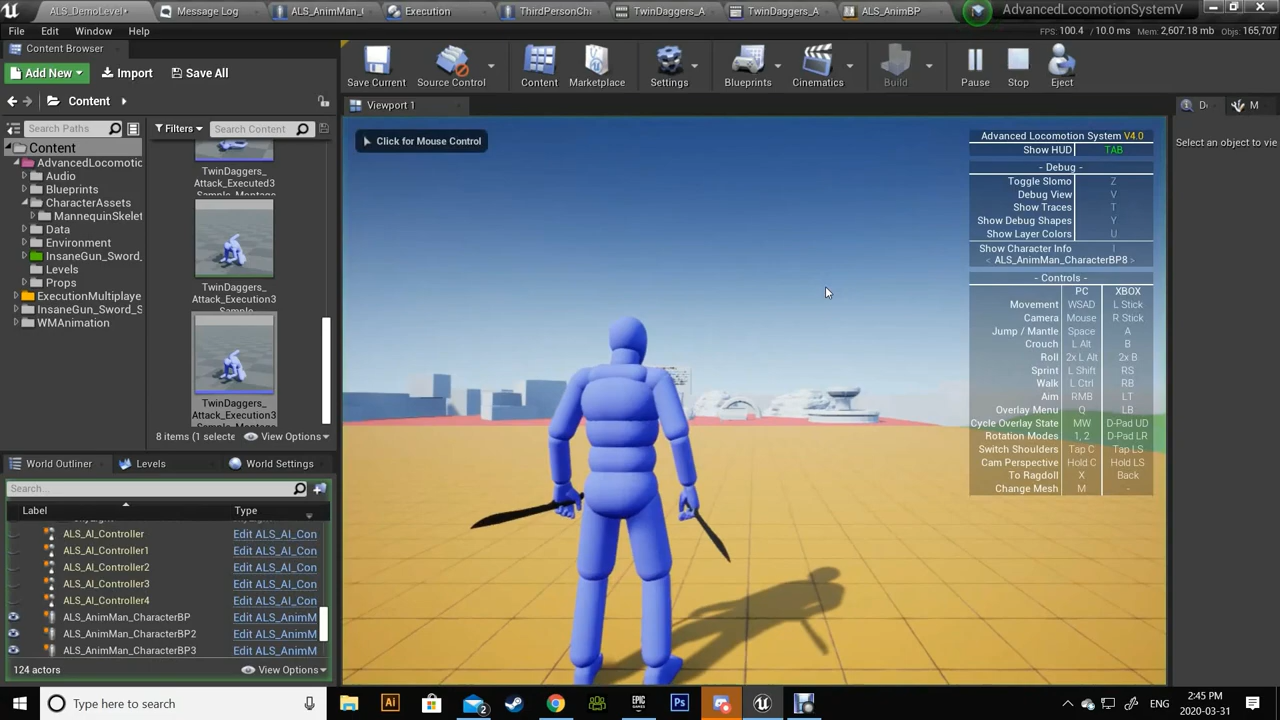 ALS_DemoLevel•
Message Log
ALS_AnimMan_
Execution
ThirdPersonCh
TwinDaggers_A
TwinDaggers_A
ALS_AnimBP
AdvancedLocomotionSystemV
File
Edit
Window
Help
FPS: 100.4 / 10.0 ms Mem: 2,607.18 mb Objs: 165,707
Content Browser
Add New
Import
Save All
Content
Search Paths
Filters
Search Content
Content
AdvancedLocomotic
Audio
Blueprints
CharacterAssets
MannequinSkelet
Data
Environment
InsaneGun_Sword_
Levels
Props
ExecutionMultiplaye
InsaneGun_Sword_S
WMAnimation
TwinDaggers_
Attack_Executed3
TwinDaggers_
Attack_Execution3
Sample
TwinDaggers_
Attack_Execution3
8 items (1 selecte
View Options
Save Current
Source Control
Content
Marketplace
Settings
Blueprints
Cinematics
Build
Pause
Stop
Eject
Viewport 1
Click for Mouse Control
D
M
Select an object to vie
Advanced Locomotion System V4.0
Show HUD TAB
- Debug -
Toggle Slomo Z
Debug View V
Show Traces T
Show Debug Shapes Y
Show Layer Colors U
Show Character Info I
< ALS_AnimMan_CharacterBP8 >
- Controls -
PC XBOX
Movement WSAD L Stick
Camera Mouse R Stick
Jump / Mantle Space A
Crouch L Alt B
Roll 2x L Alt 2x B
Sprint L Shift RS
Walk L Ctrl RB
Aim RMB LT
Overlay Menu Q LB
Cycle Overlay State MW D-Pad UD
Rotation Modes 1, 2 D-Pad LR
Switch Shoulders Tap C Tap LS
Cam Perspective Hold C Hold LS
To Ragdoll X Back
Change Mesh M -
World Outliner
Levels
World Settings
Search...
Label Type
ALS_AI_Controller Edit ALS_AI_Con
ALS_AI_Controller1 Edit ALS_AI_Con
ALS_AI_Controller2 Edit ALS_AI_Con
ALS_AI_Controller3 Edit ALS_AI_Con
ALS_AI_Controller4 Edit ALS_AI_Con
ALS_AnimMan_CharacterBP Edit ALS_AnimM
ALS_AnimMan_CharacterBP2 Edit ALS_AnimM
ALS_AnimMan_CharacterBP3 Edit ALS_AnimM
124 actors
View Options
Type here to search
2:45 PM
2020-03-31